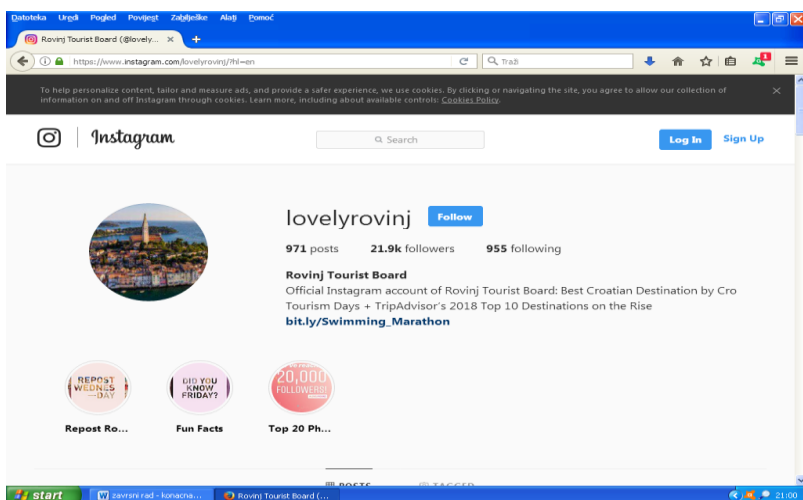 Datoteka Uredi Pogled Povijest Zabilješke Alati Pomoć
Rovinj Tourist Board (@lovely...
https://www.instagram.com/lovelyrovinj/?hl=en
Traži
To help personalize content, tailor and measure ads, and provide a safer experience, we use cookies. By clicking or navigating the site, you agree to allow our collection of
information on and off Instagram through cookies. Learn more, including about available controls: Cookies Policy.
Instagram
Search
Log In
Sign Up
lovelyrovinj
Follow
971 posts 21.9k followers 955 following
Rovinj Tourist Board
Official Instagram account of Rovinj Tourist Board: Best Croatian Destination by Cro
Tourism Days + TripAdvisor's 2018 Top 10 Destinations on the Rise
bit.ly/Swimming_Marathon
REPOST
WEDNES
--DAY
DID YOU
KNOW
FRIDAY?
20,000
FOLLOWERS!
Repost Ro...
Fun Facts
Top 20 Ph...
POSTS
TAGGED
start
zavrsni rad - konacna...
Rovinj Tourist Board (...
21:00